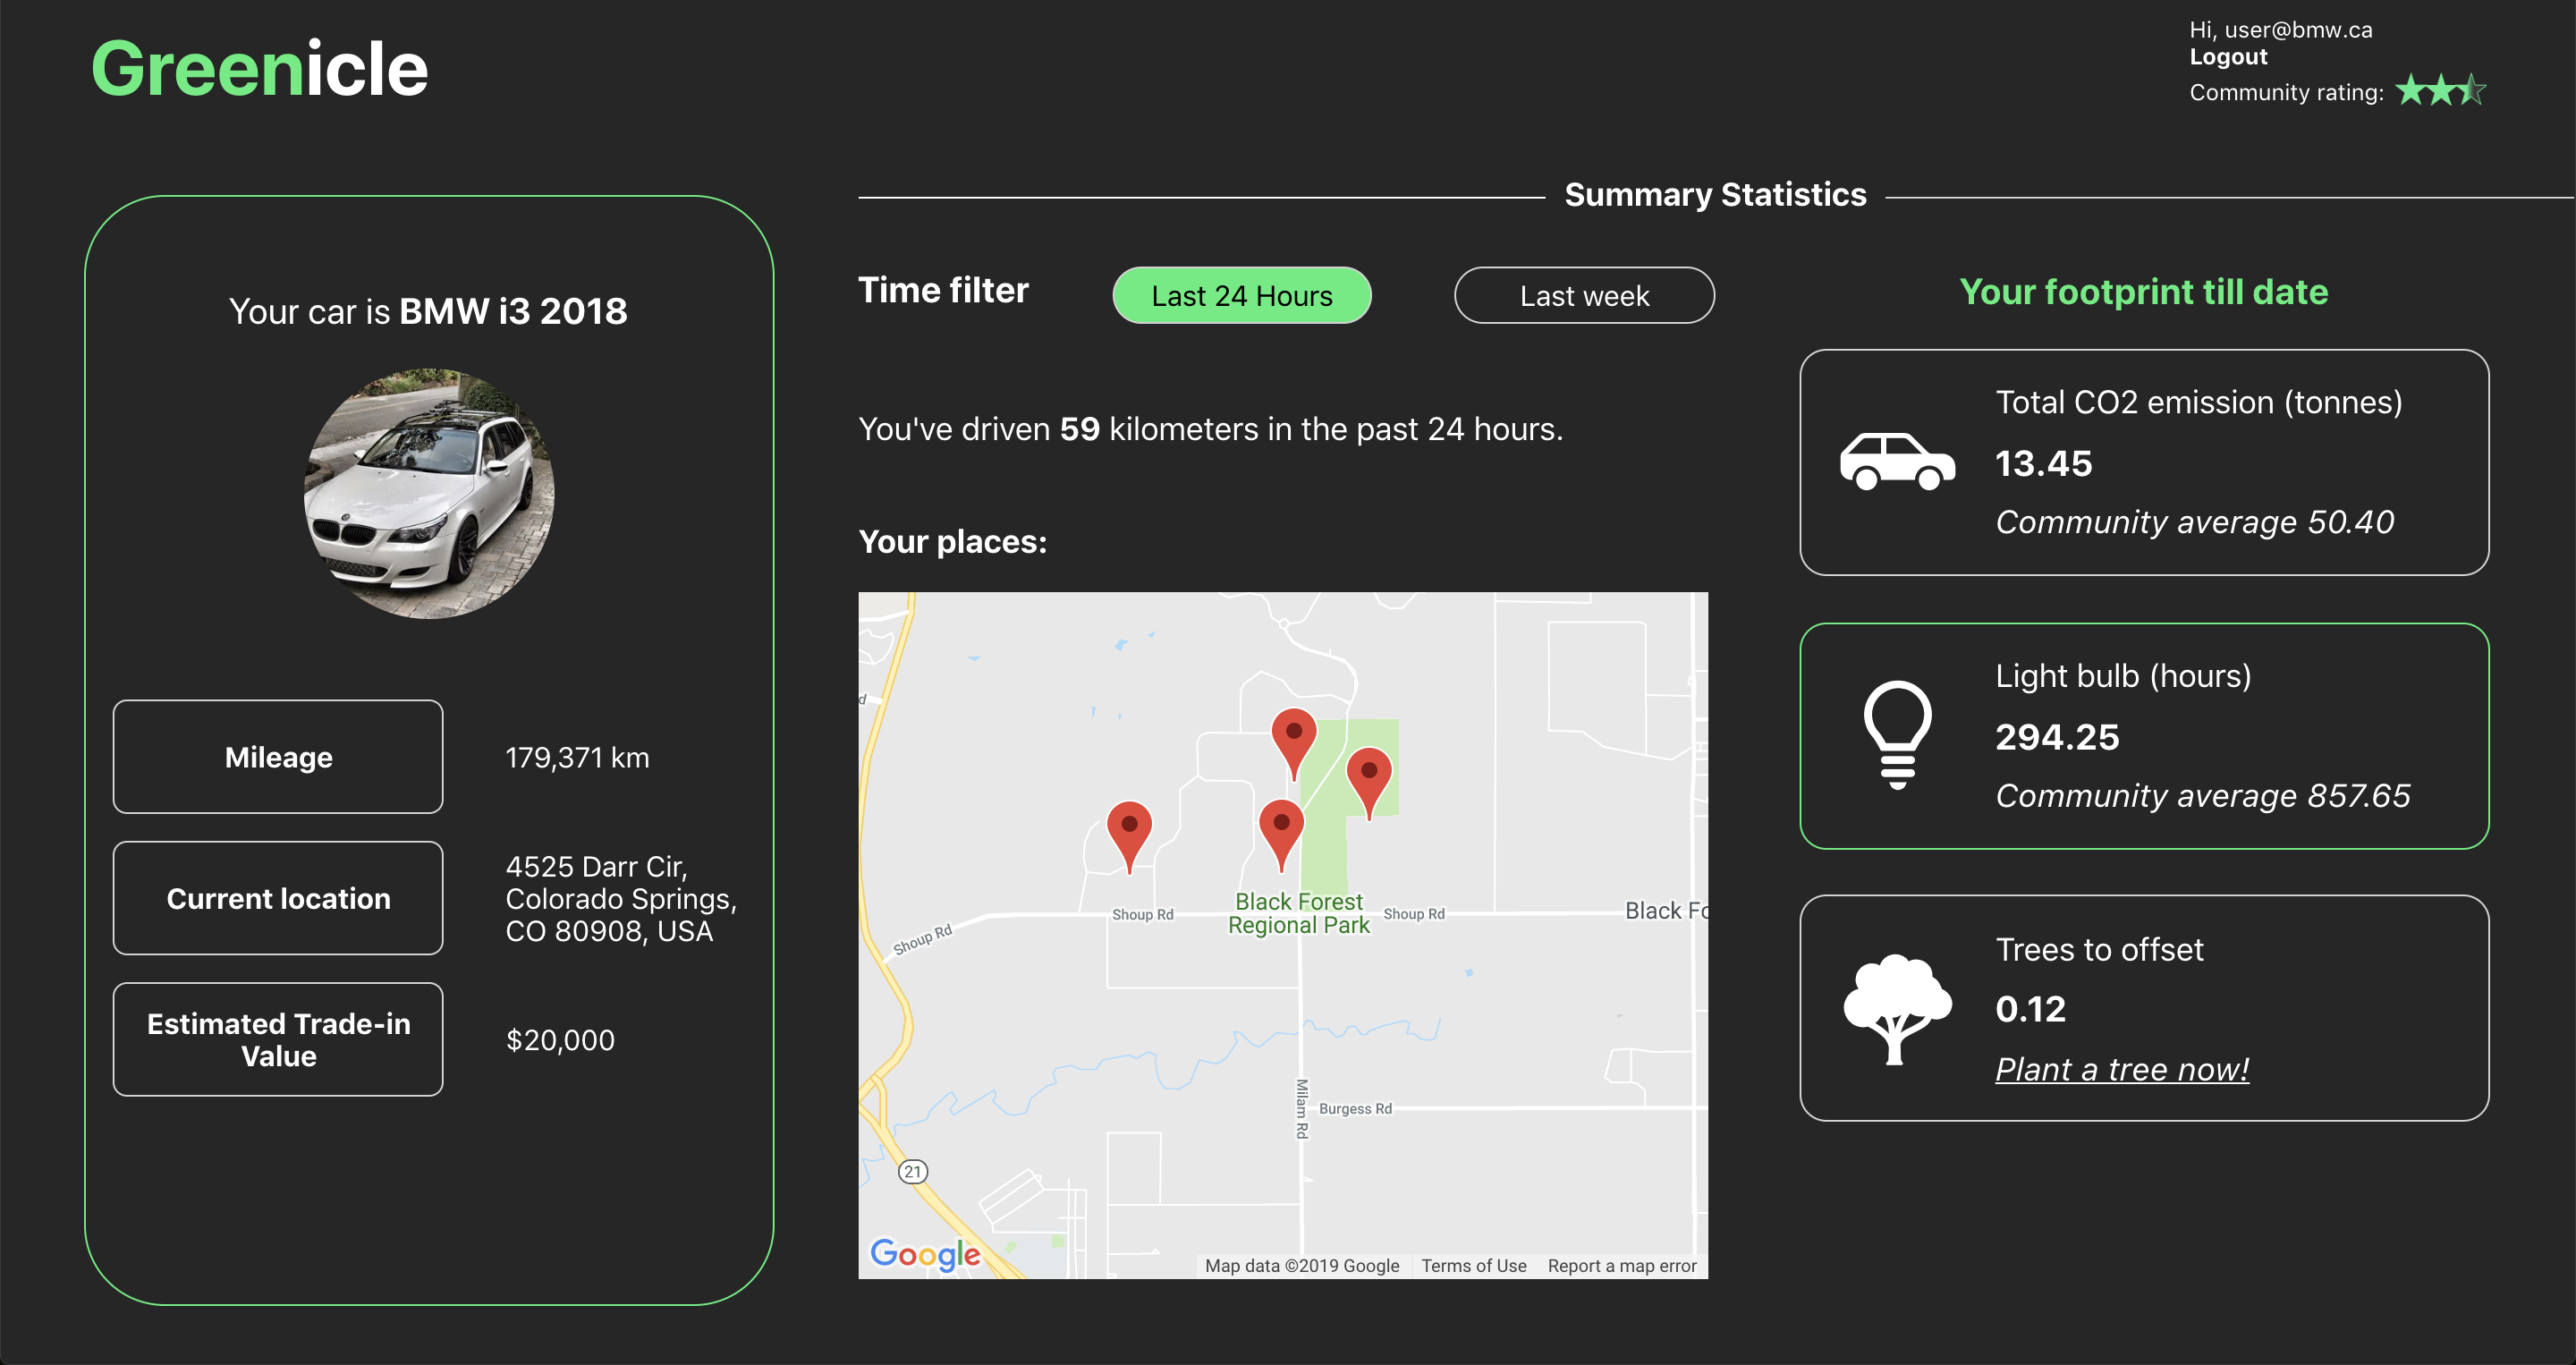 Greenicle
Hi, user@bmw.ca
Logout
Community rating:
Your car is BMW i3 2018
Mileage
179,371 km
Current location
4525 Darr Cir,
Colorado Springs,
CO 80908, USA
Estimated Trade-in
Value
$20,000
Summary Statistics
Time filter
Last 24 Hours
Last week
You've driven 59 kilometers in the past 24 hours.
Your places:
d
Shoup Rd
Shoup Rd
Shoup Rd
Black Forest
Regional Park
Black Fo
Milam Rd
Burgess Rd
21
Google
Map data ©2019 Google
Terms of Use
Report a map error
Your footprint till date
Total CO2 emission (tonnes)
13.45
Community average 50.40
Light bulb (hours)
294.25
Community average 857.65
Trees to offset
0.12
Plant a tree now!